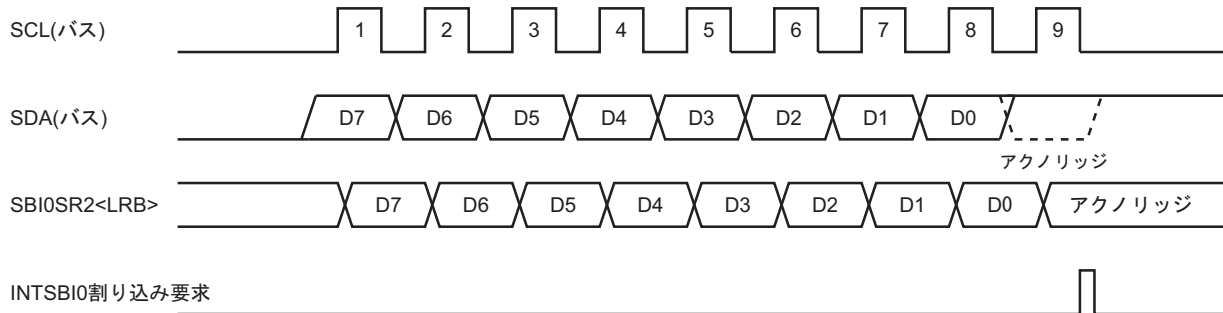 SCL(バス) 1 2 3 4 5 6 7 8 9
SDA(バス) D7 D6 D5 D4 D3 D2 D1 D0
アクノリッジ
SBI0SR2<LRB> D7 D6 D5 D4 D3 D2 D1 D0 アクノリッジ
INTSBI0割り込み要求